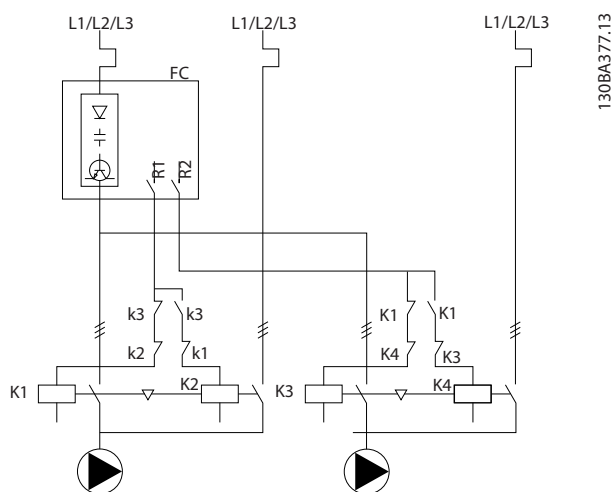 L1/L2/L3
L1/L2/L3
L1/L2/L3
130BA377.13
FC
R1
R2
k3
k3
K1
K1
k2
k1
K4
K3
K1
K2
K3
K4